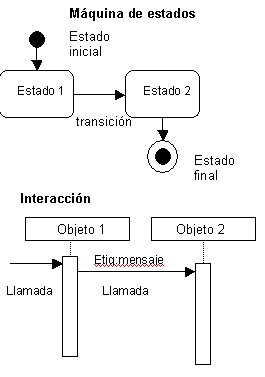 Máquina de estados
Estado
inicial
Estado 1
Estado 2
transición
Estado
final
Interacción
Objeto 1
Objeto 2
Etiq:mensaje
Llamada
Llamada